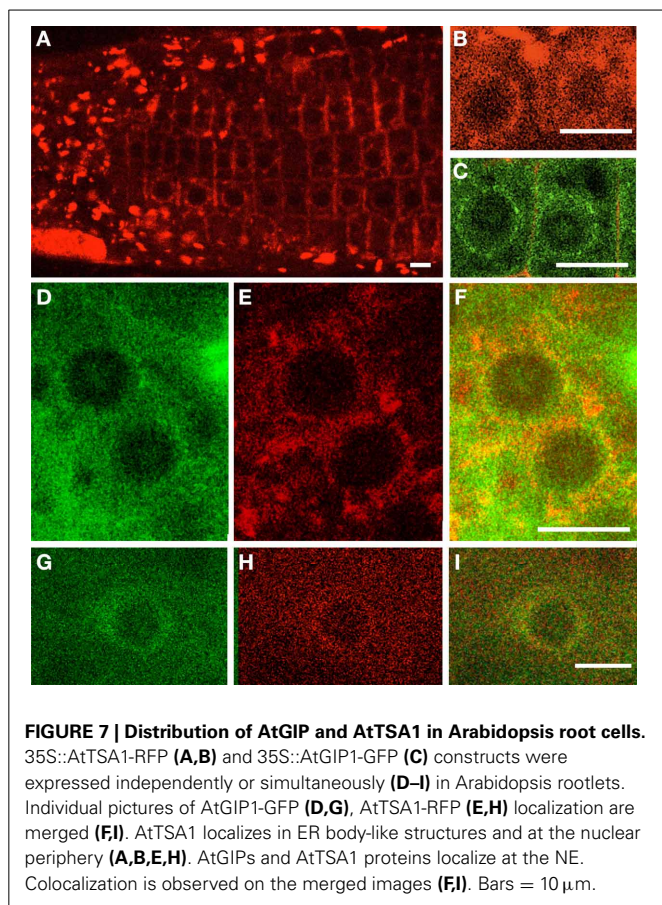 A
B
C
D
E
F
G
H
I
FIGURE 7 | Distribution of AtGIP and AtTSA1 in Arabidopsis root cells.
35S::AtTSA1-RFP (A,B) and 35S::AtGIP1-GFP (C) constructs were
expressed independently or simultaneously (D–I) in Arabidopsis rootlets.
Individual pictures of AtGIP1-GFP (D,G), AtTSA1-RFP (E,H) localization are
merged (F,I). AtTSA1 localizes in ER body-like structures and at the nuclear
periphery (A,B,E,H). AtGIPs and AtTSA1 proteins localize at the NE.
Colocalization is observed on the merged images (F,I). Bars = 10 μm.